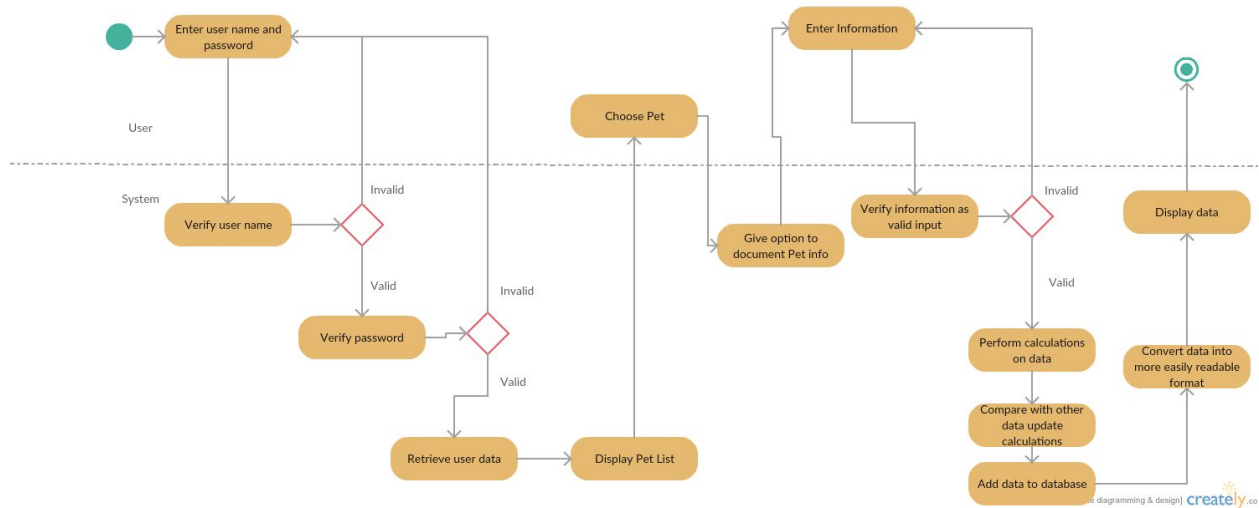 Enter user name and
password
User
System
Verify user name
Invalid
Valid
Verify password
Invalid
Valid
Retrieve user data
Display Pet List
Choose Pet
Give option to
document Pet info
Enter Information
Verify information as
valid input
Invalid
Valid
Perform calculations
on data
Compare with other
data update
calculations
Add data to database
Convert data into
more easily readable
format
Display data
diagramming & design]
creately